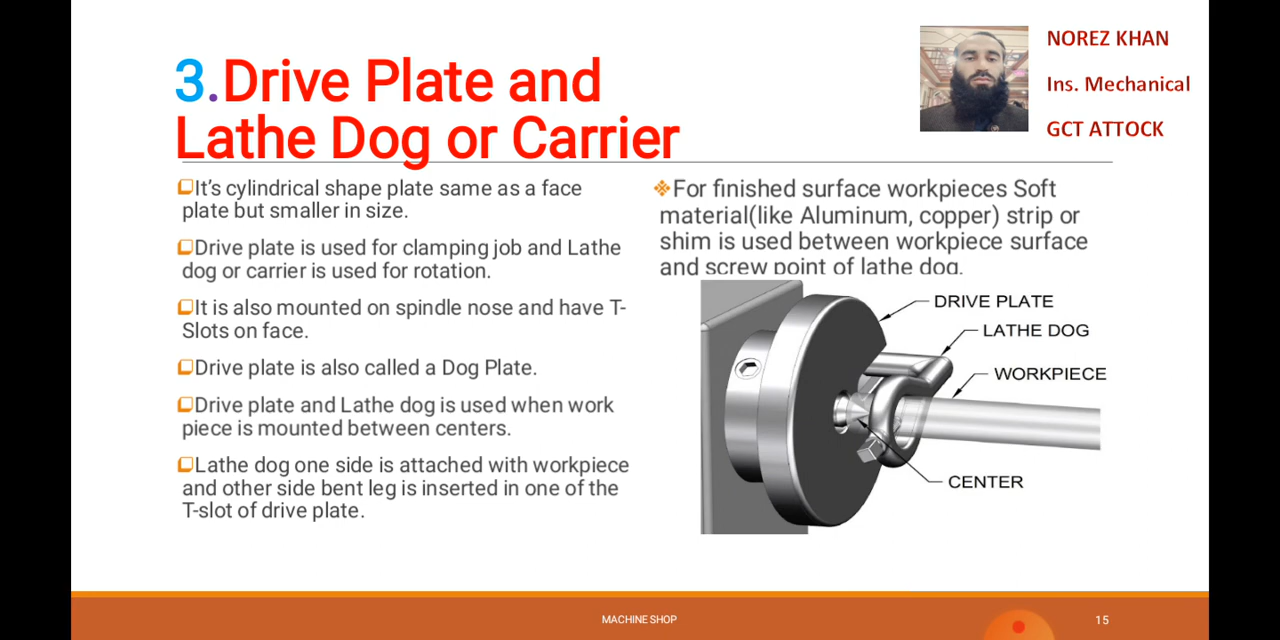 3.Drive Plate and
Lathe Dog or Carrier
NOREZ KHAN
Ins. Mechanical
GCT ATTOCK
It's cylindrical shape plate same as a face
plate but smaller in size.
Drive plate is used for clamping job and Lathe
dog or carrier is used for rotation.
It is also mounted on spindle nose and have T-
Slots on face.
Drive plate is also called a Dog Plate.
Drive plate and Lathe dog is used when work
piece is mounted between centers.
Lathe dog one side is attached with workpiece
and other side bent leg is inserted in one of the
T-slot of drive plate.
For finished surface workpieces Soft
material(like Aluminum, copper) strip or
shim is used between workpiece surface
and screw point of lathe dog.
DRIVE PLATE
LATHE DOG
WORKPIECE
CENTER
MACHINE SHOP
15